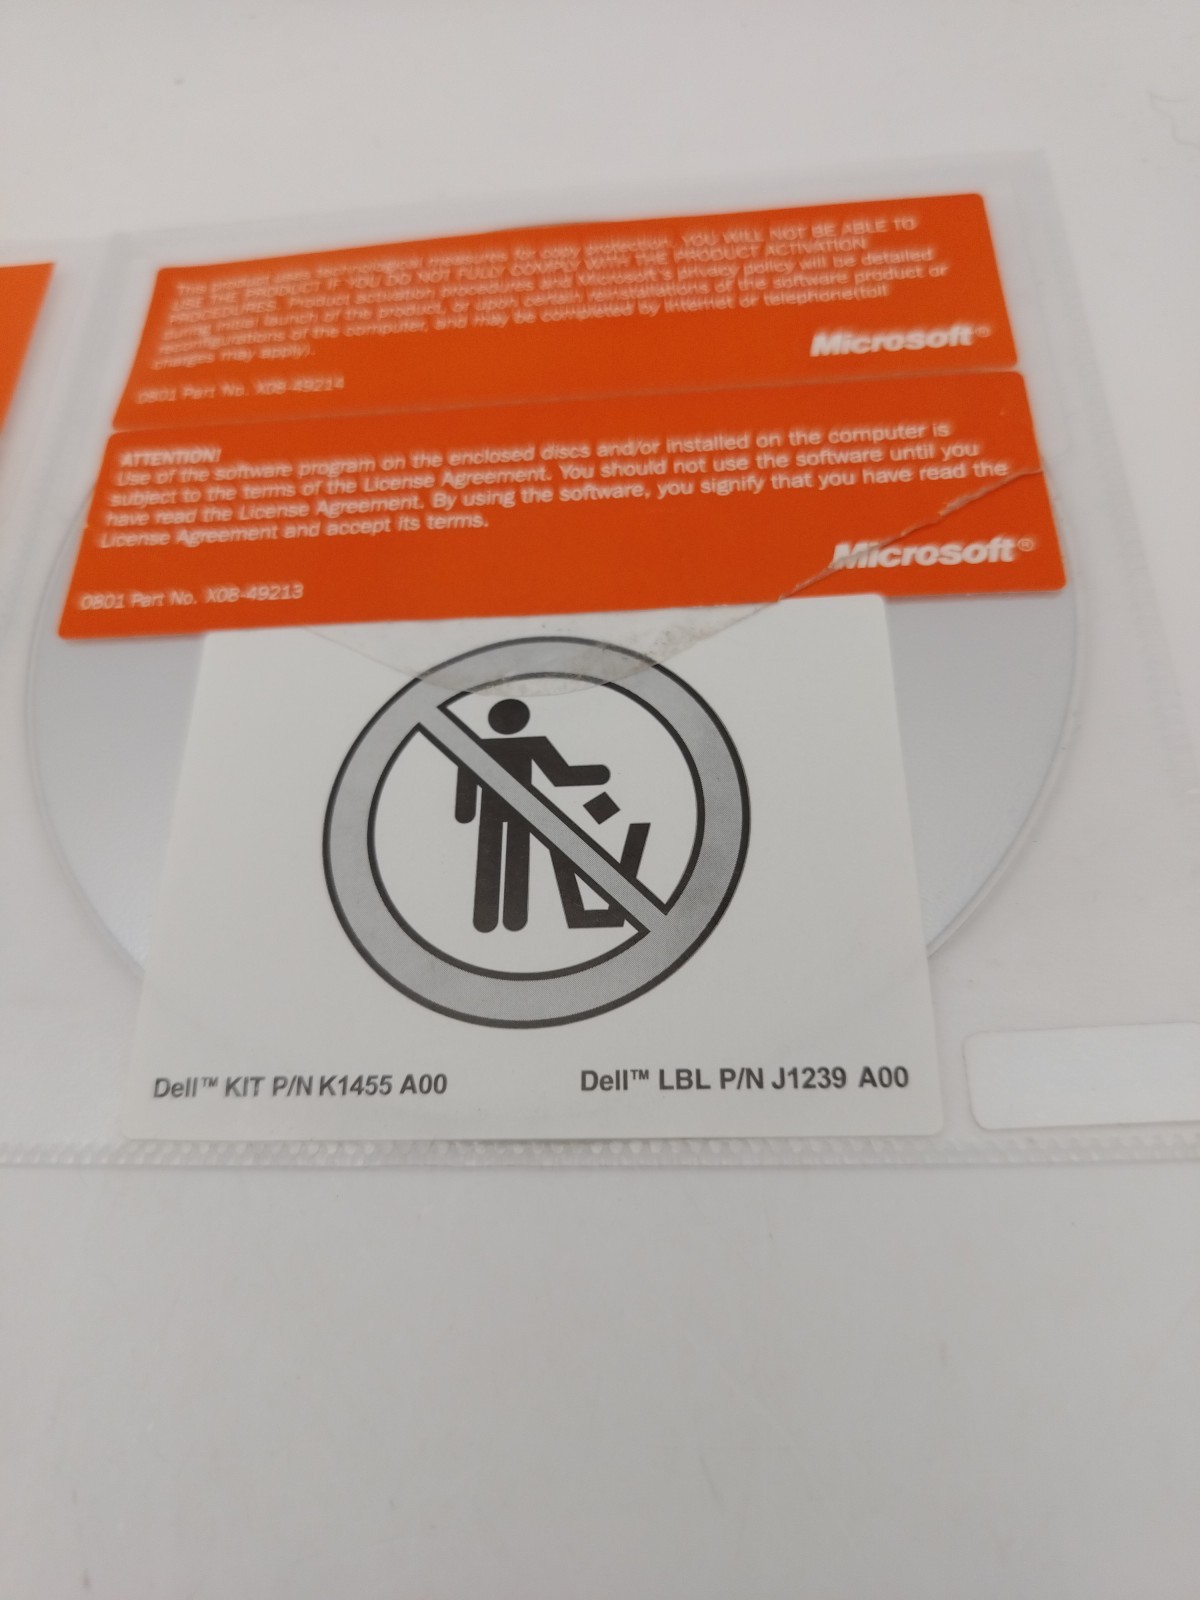 This product uses technological measures for copy protection. YOU WILL NOT BE ABLE TO
USE THE PRODUCT IF YOU DO NOT FULLY COMPLY WITH THE PRODUCT ACTIVATION
PROCEDURES. Product activation procedures and Microsoft's privacy policy will be detailed
during initial launch of the product, or upon certain reinstallations of the software product or
reconfigurations of the computer, and may be completed by Internet or telephone(toll
charges may apply).
Microsoft®
0801 Part No. X08-49214
ATTENTION!
Use of the software program on the enclosed discs and/or installed on the computer is
subject to the terms of the License Agreement. You should not use the software until you
have read the License Agreement. By using the software, you signify that you have read the
License Agreement and accept its terms.
Microsoft®
0801 Part No. X08-49213
Dell™ KIT P/N K1455 A00
Dell™ LBL P/N J1239 A00